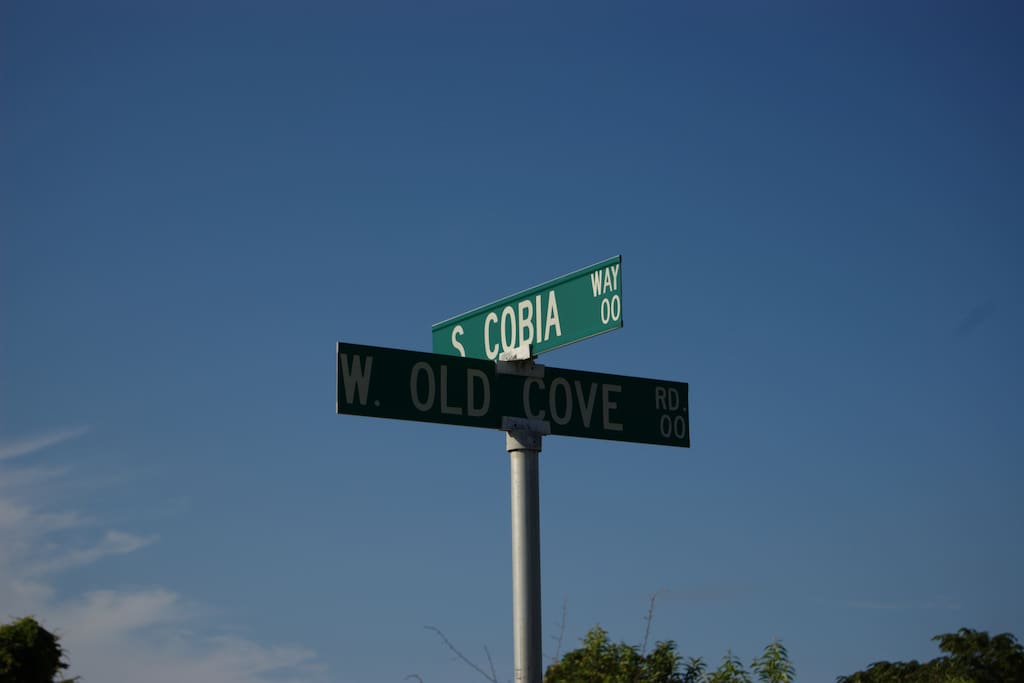 S COBIA WAY
00
W. OLD COVE RD.
00